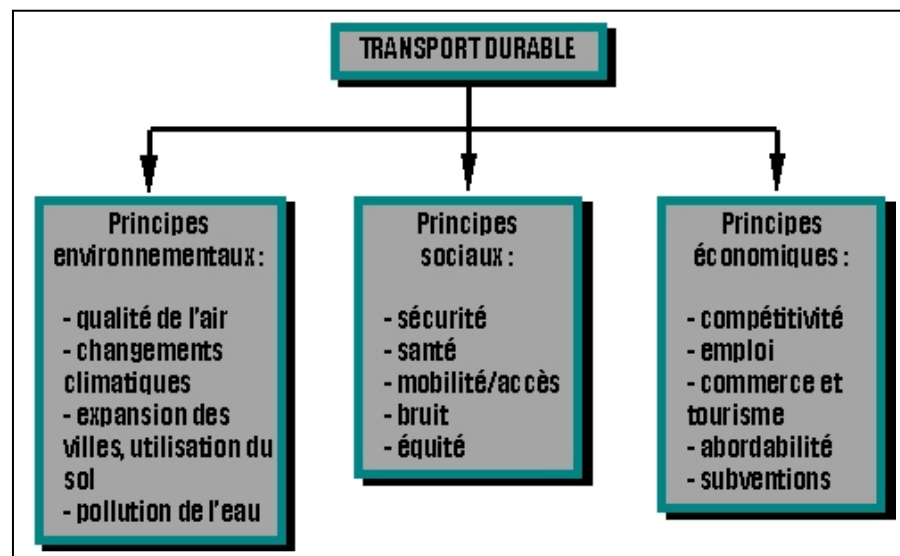 TRANSPORT DURABLE
Principes
environnementaux :
- qualité de l'air
- changements
climatiques
- expansion des
villes, utilisation du
sol
- pollution de l'eau
Principes
sociaux :
- sécurité
- santé
- mobilité/accès
- bruit
- équité
Principes
économiques :
- compétitivité
- emploi
- commerce et
tourisme
- abordabilité
- subventions